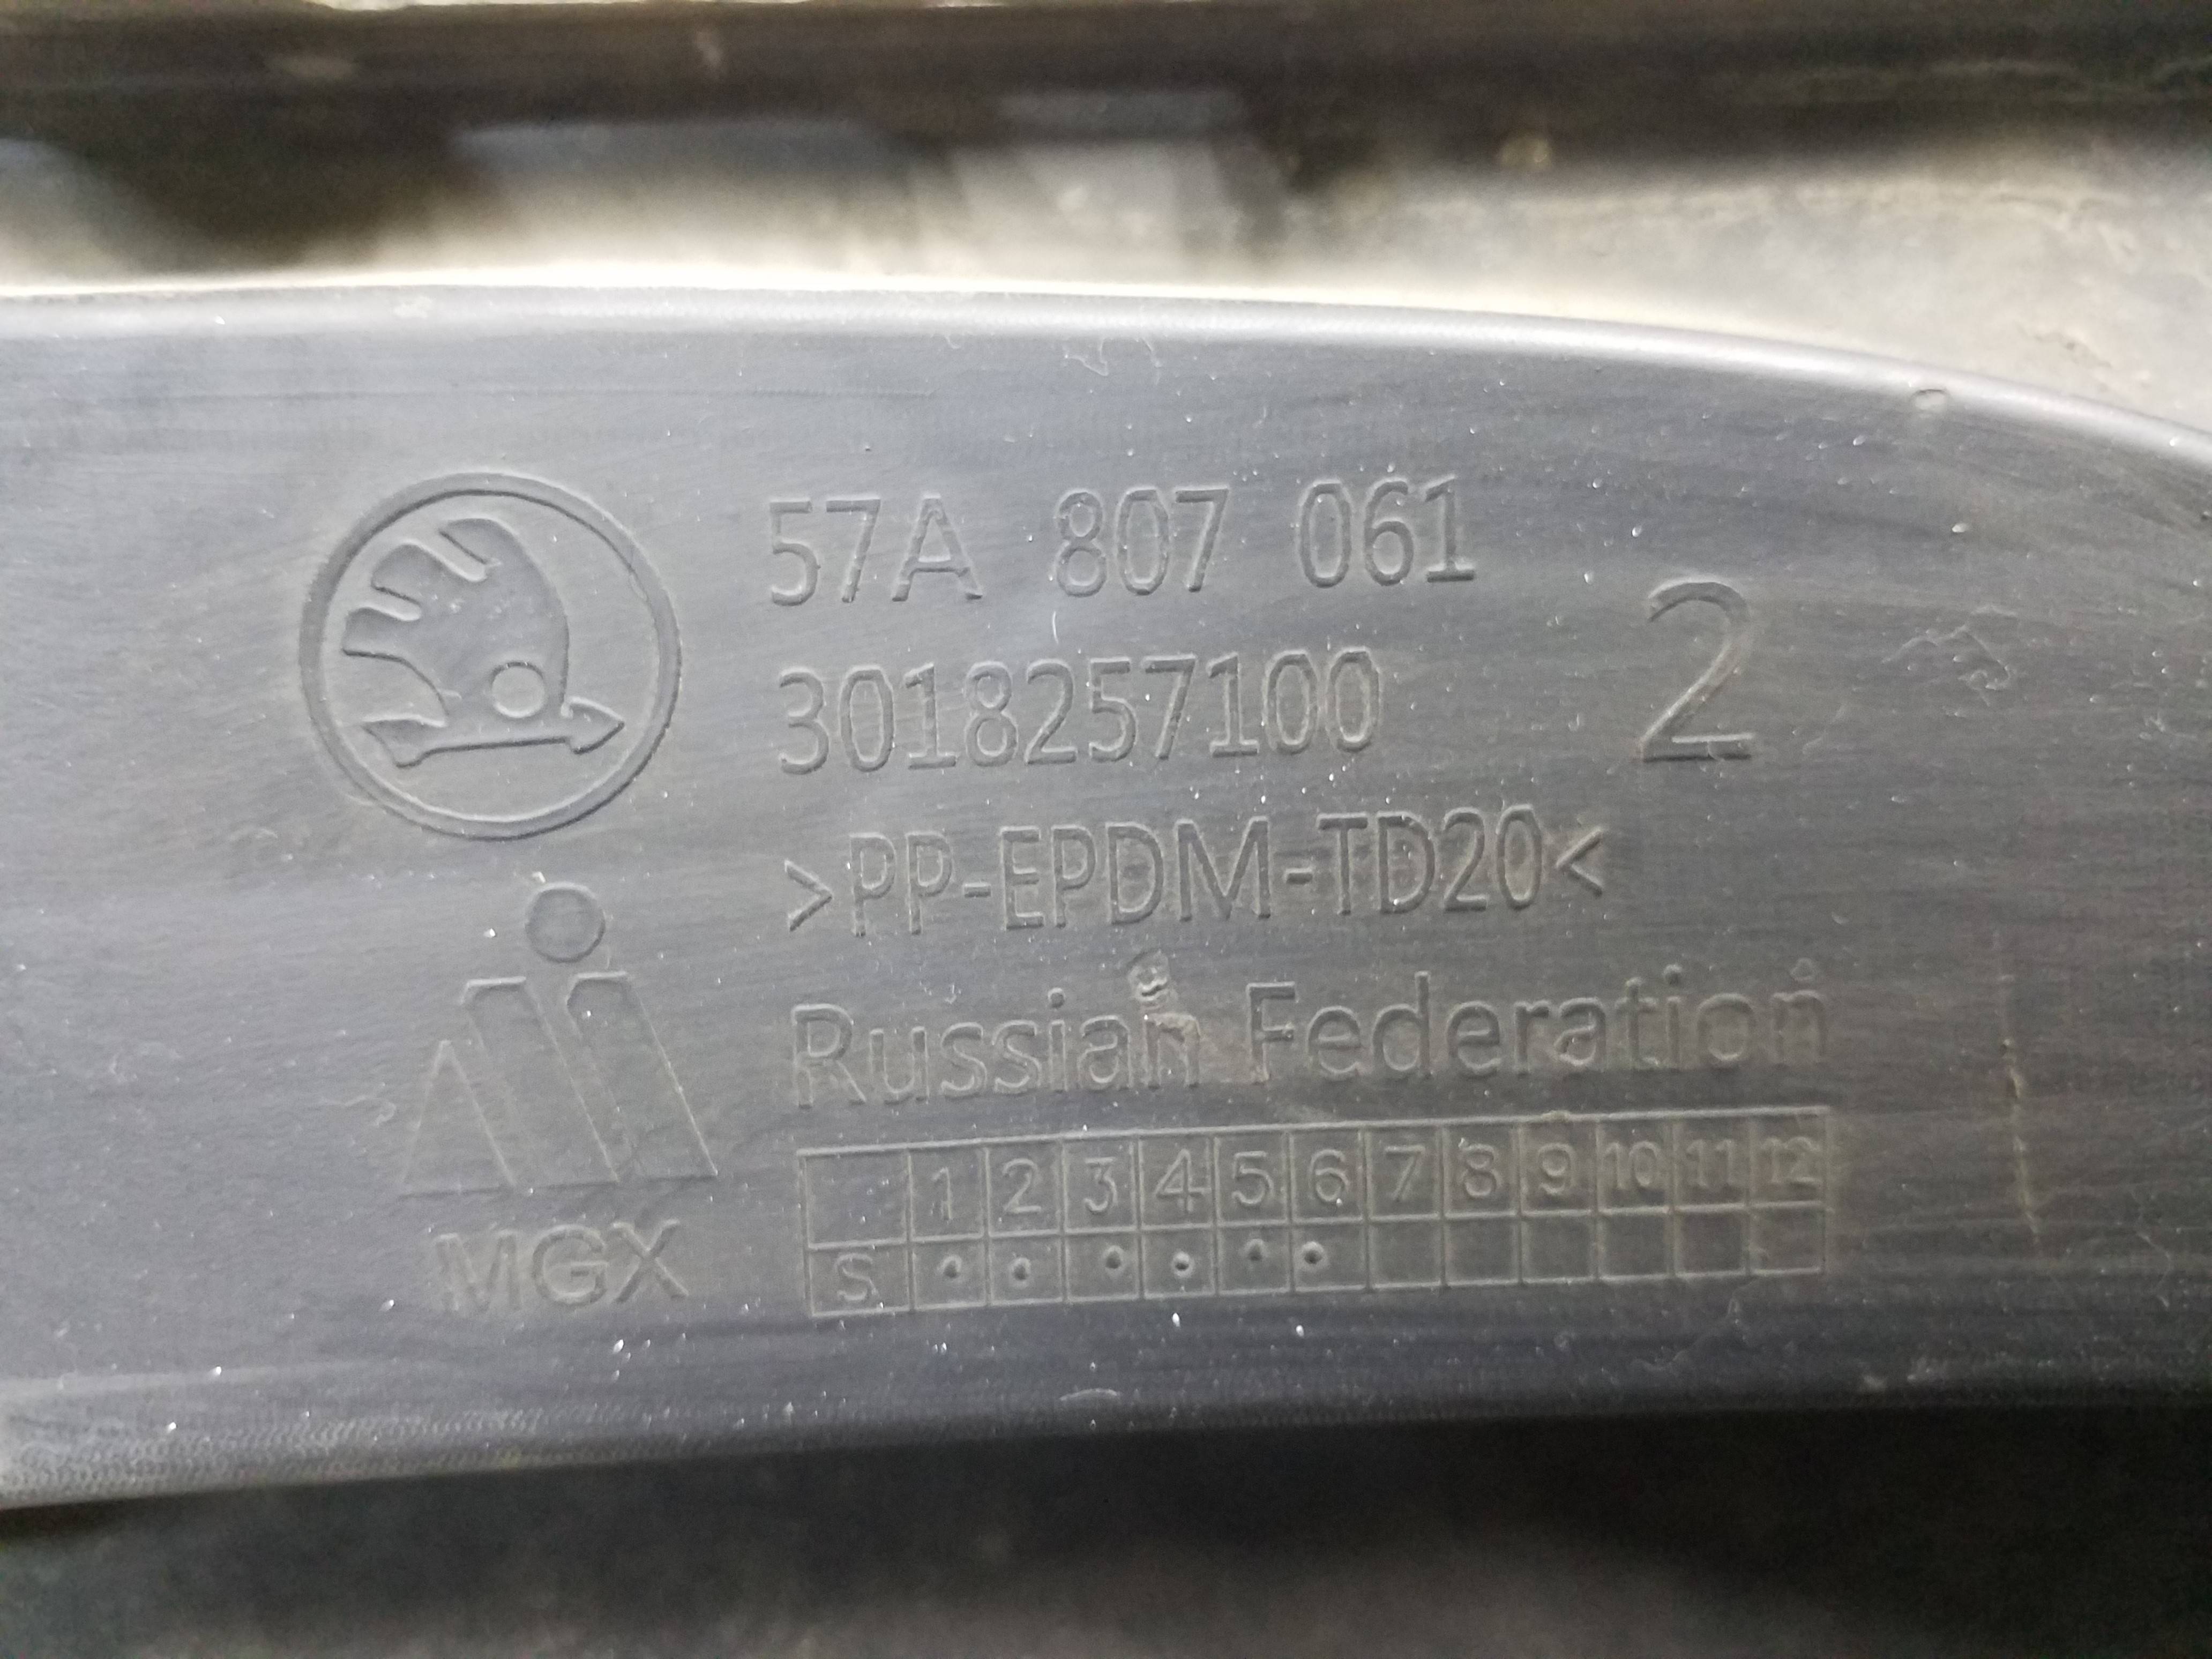 57A 807 061
2
3018257100
>PP-EPDM-TD20<
Russian Federation
MGX
1 2 3 4 5 6 7 8 9 10 11 12
S